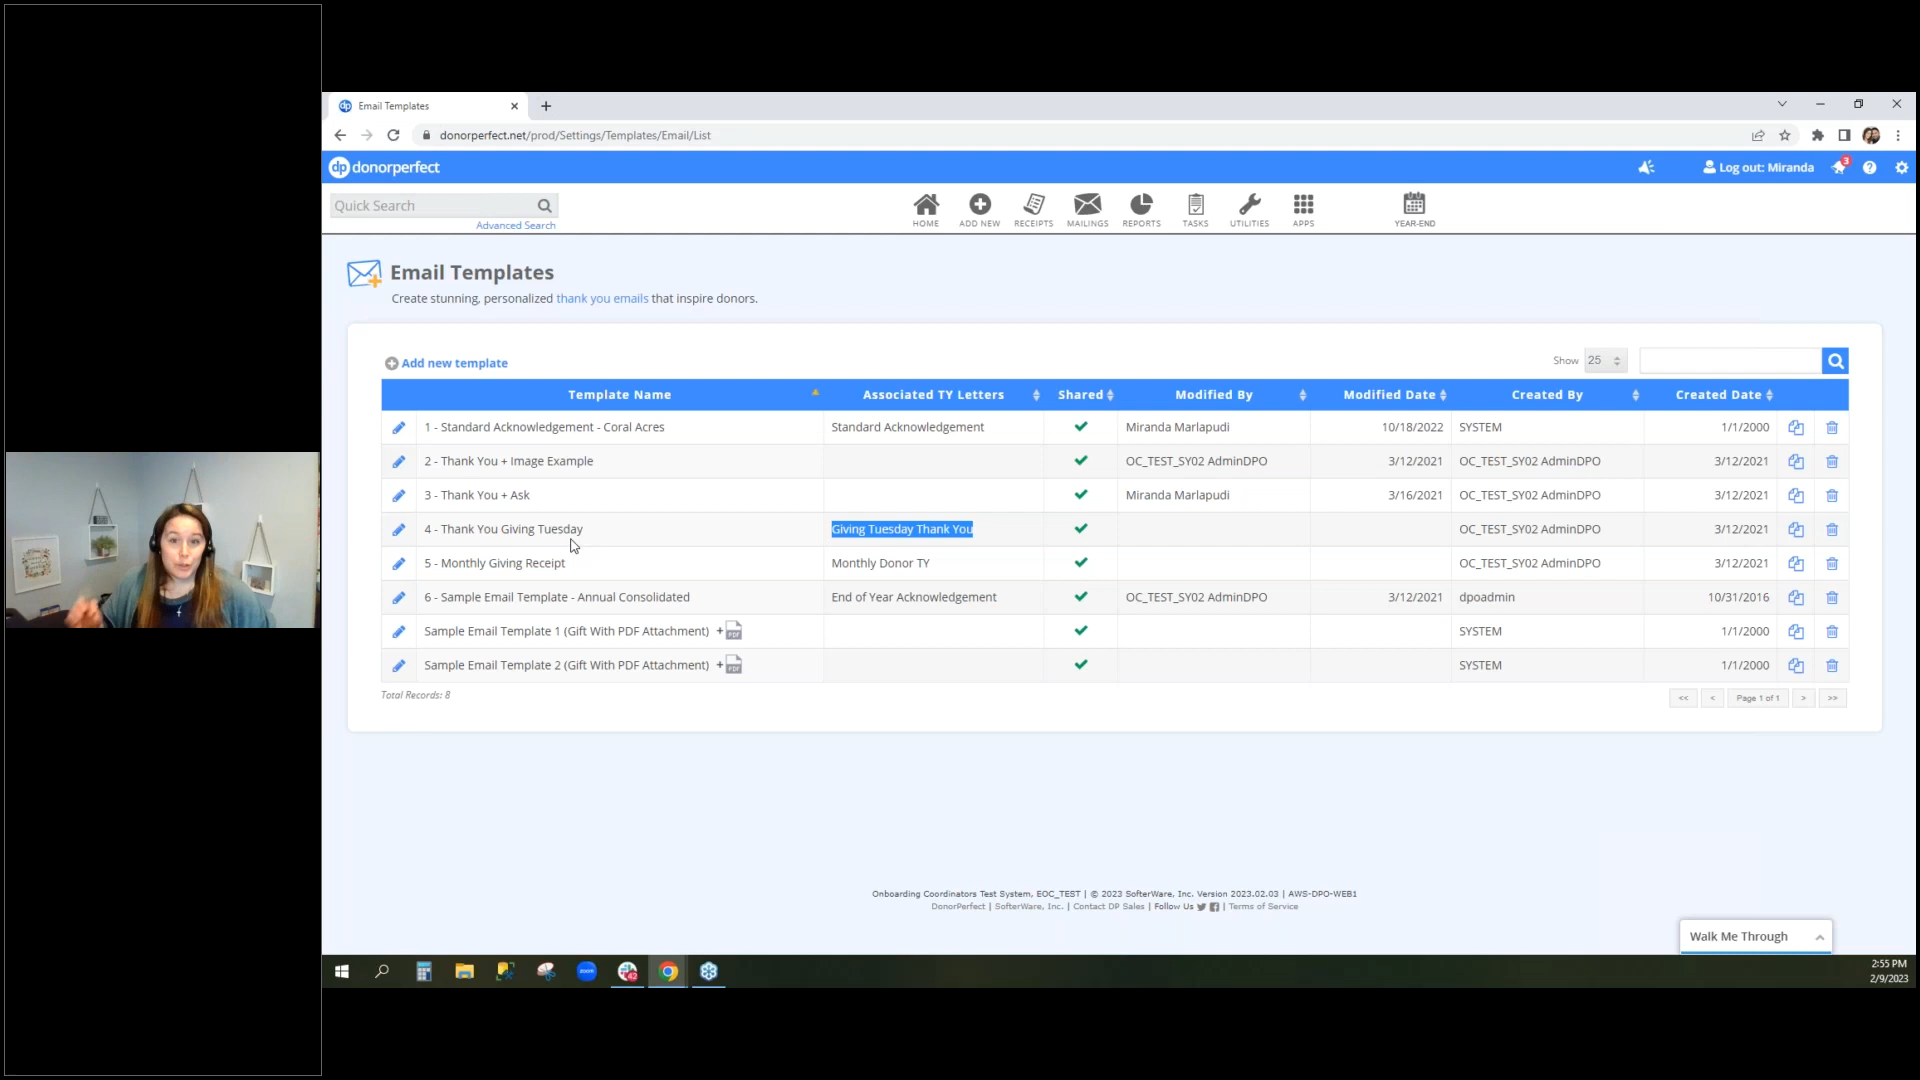 Email Templates
donorperfect.net/prod/Settings/Templates/Email/List
dp donorperfect
Log out: Miranda
3
Quick Search
Advanced Search
HOME ADD NEW RECEIPTS MAILINGS REPORTS TASKS UTILITIES APPS YEAR-END
Email Templates
Create stunning, personalized thank you emails that inspire donors.
Add new template
Show 25
Template Name Associated TY Letters Shared Modified By Modified Date Created By Created Date
1 - Standard Acknowledgement - Coral Acres Standard Acknowledgement Miranda Marlapudi 10/18/2022 SYSTEM 1/1/2000
2 - Thank You + Image Example OC_TEST_SY02 AdminDPO 3/12/2021 OC_TEST_SY02 AdminDPO 3/12/2021
3 - Thank You + Ask Miranda Marlapudi 3/16/2021 OC_TEST_SY02 AdminDPO 3/12/2021
4 - Thank You Giving Tuesday Giving Tuesday Thank You OC_TEST_SY02 AdminDPO 3/12/2021
5 - Monthly Giving Receipt Monthly Donor TY OC_TEST_SY02 AdminDPO 3/12/2021
6 - Sample Email Template - Annual Consolidated End of Year Acknowledgement OC_TEST_SY02 AdminDPO 3/12/2021 dpoadmin 10/31/2016
Sample Email Template 1 (Gift With PDF Attachment) + PDF SYSTEM 1/1/2000
Sample Email Template 2 (Gift With PDF Attachment) + PDF SYSTEM 1/1/2000
Total Records: 8
<< < Page 1 of 1 > >>
Onboarding Coordinators Test System, EOC_TEST | © 2023 SofterWare, Inc. Version 2023.02.03 | AWS-DPO-WEB1
DonorPerfect | SofterWare, Inc. | Contact DP Sales | Follow Us | Terms of Service
Walk Me Through
zoom
42
2:55 PM
2/9/2023